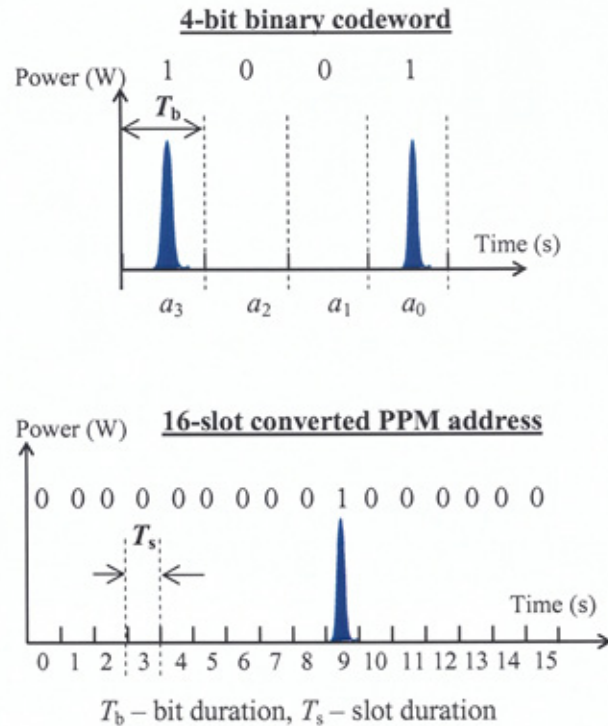 4-bit binary codeword
Power (W) 1 0 0 1
T_b
Time (s)
a_3 a_2 a_1 a_0
Power (W) 16-slot converted PPM address
0 0 0 0 0 0 0 0 0 1 0 0 0 0 0 0
T_s
Time (s)
0 1 2 3 4 5 6 7 8 9 10 11 12 13 14 15
T_b – bit duration, T_s – slot duration